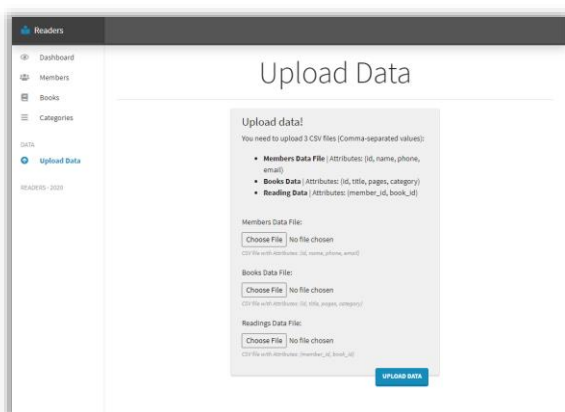 Readers
Dashboard
Members
Books
Categories
DATA
Upload Data
READERS - 2020
Upload Data
Upload data!
You need to upload 3 CSV files (Comma-separated values):
Members Data File | Attributes: (id, name, phone,
email)
Books Data | Attributes: (id, title, pages, category)
Reading Data | Attributes: (member_id, book_id)
Members Data File:
Choose File No file chosen
CSV file with Attributes: (id, name, phone, email)
Books Data File:
Choose File No file chosen
CSV file with Attributes: (id, title, pages, category)
Readings Data File:
Choose File No file chosen
CSV file with Attributes: (member_id, book_id)
UPLOAD DATA